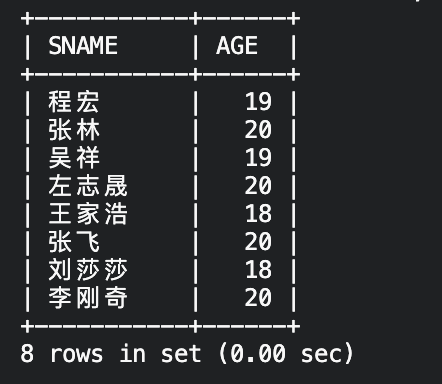 +------------+------+
| SNAME | AGE |
+------------+------+
| 程宏 | 19 |
| 张林 | 20 |
| 吴祥 | 19 |
| 左志晟 | 20 |
| 王家浩 | 18 |
| 张飞 | 20 |
| 刘莎莎 | 18 |
| 李刚奇 | 20 |
+------------+------+
8 rows in set (0.00 sec)